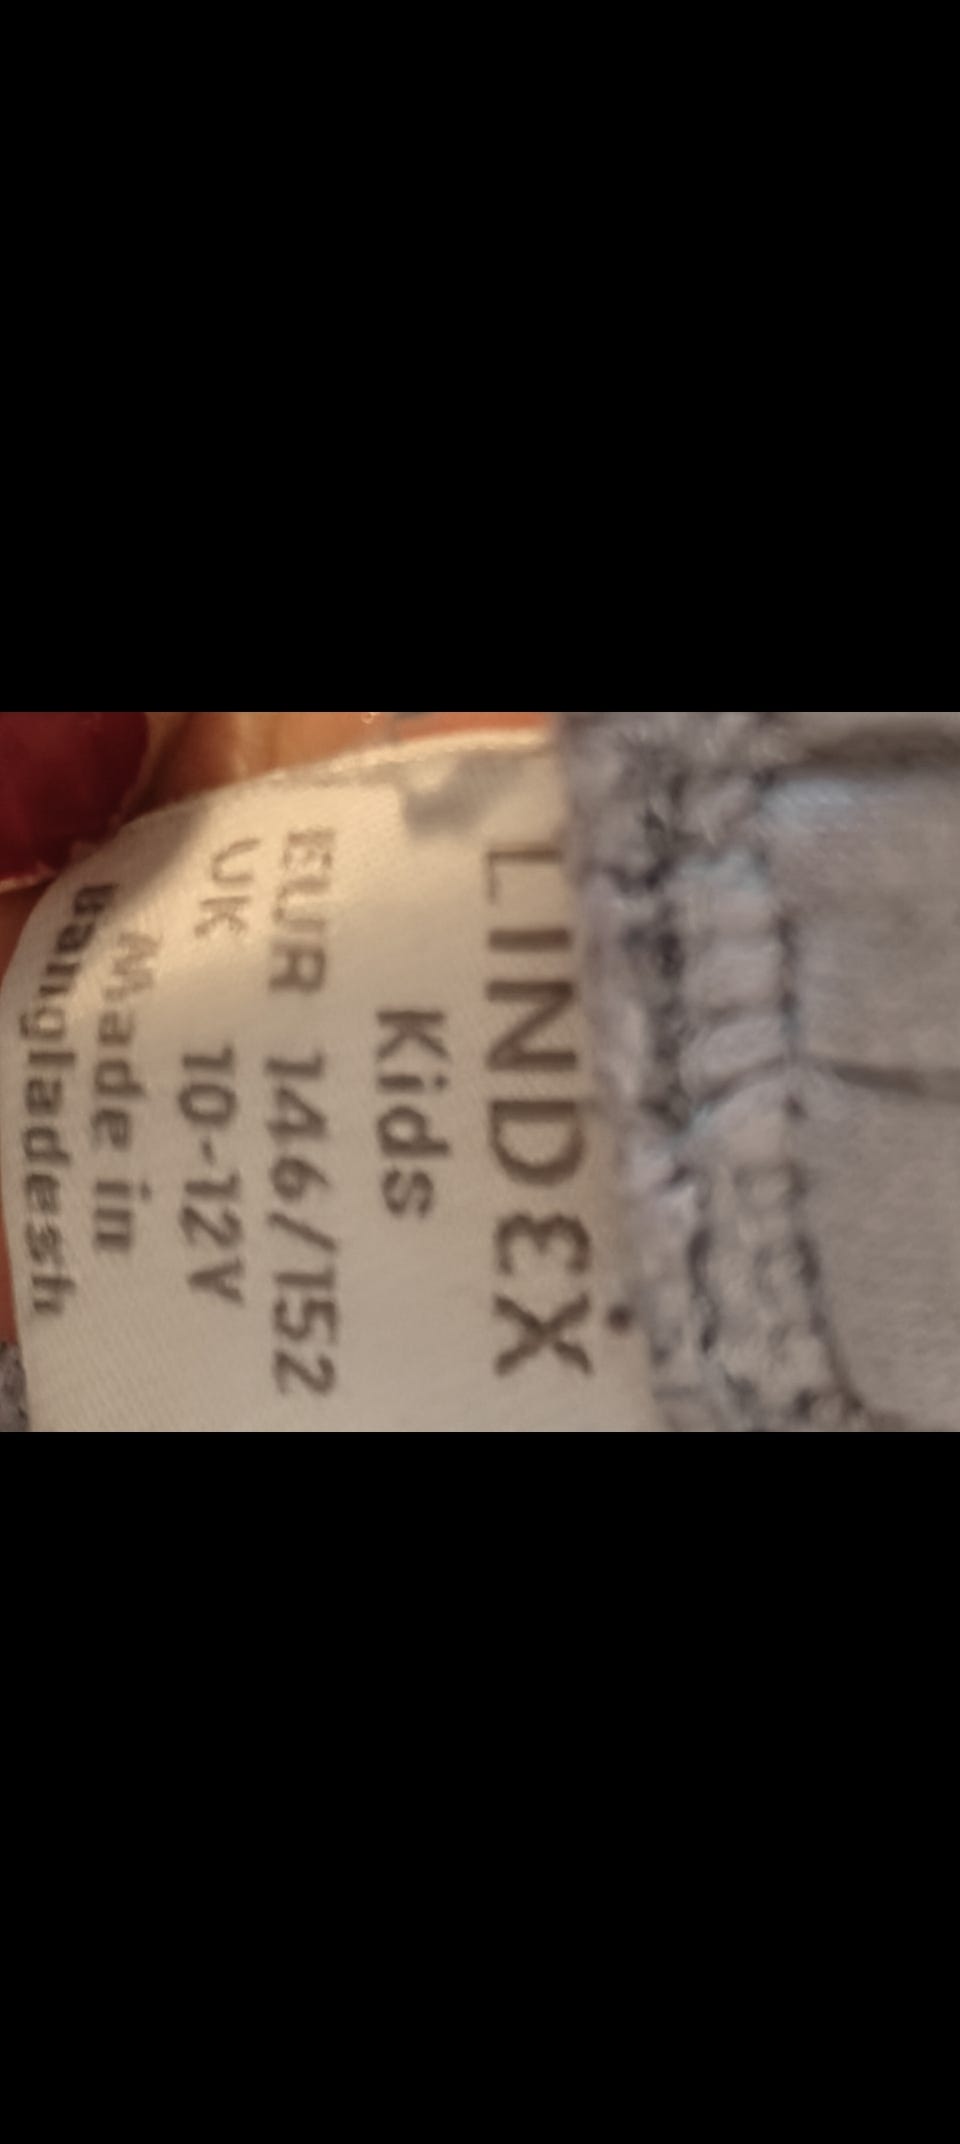 LINDEX
Kids
EUR 146/152
UK 10-12Y
Made in
Bangladesh